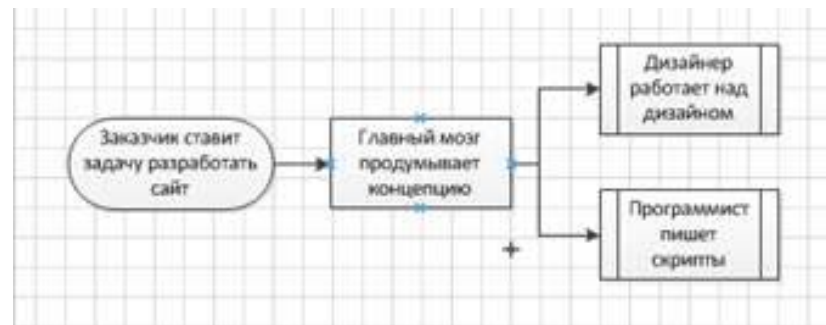 Заказчик ставит
задачу разработать
сайт
Главный мозг
продумывает
концепцию
Дизайнер
работает над
дизайном
Программист
пишет
скрипты